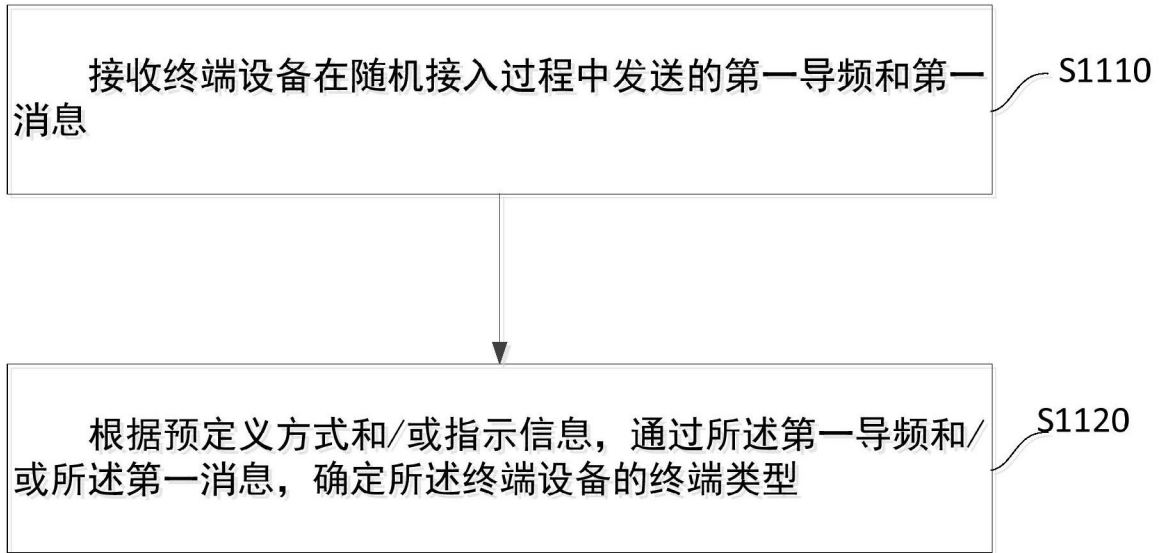 接收终端设备在随机接入过程中发送的第一导频和第一
消息
S1110
根据预定义方式和/或指示信息，通过所述第一导频和/
或所述第一消息，确定所述终端设备的终端类型
S1120